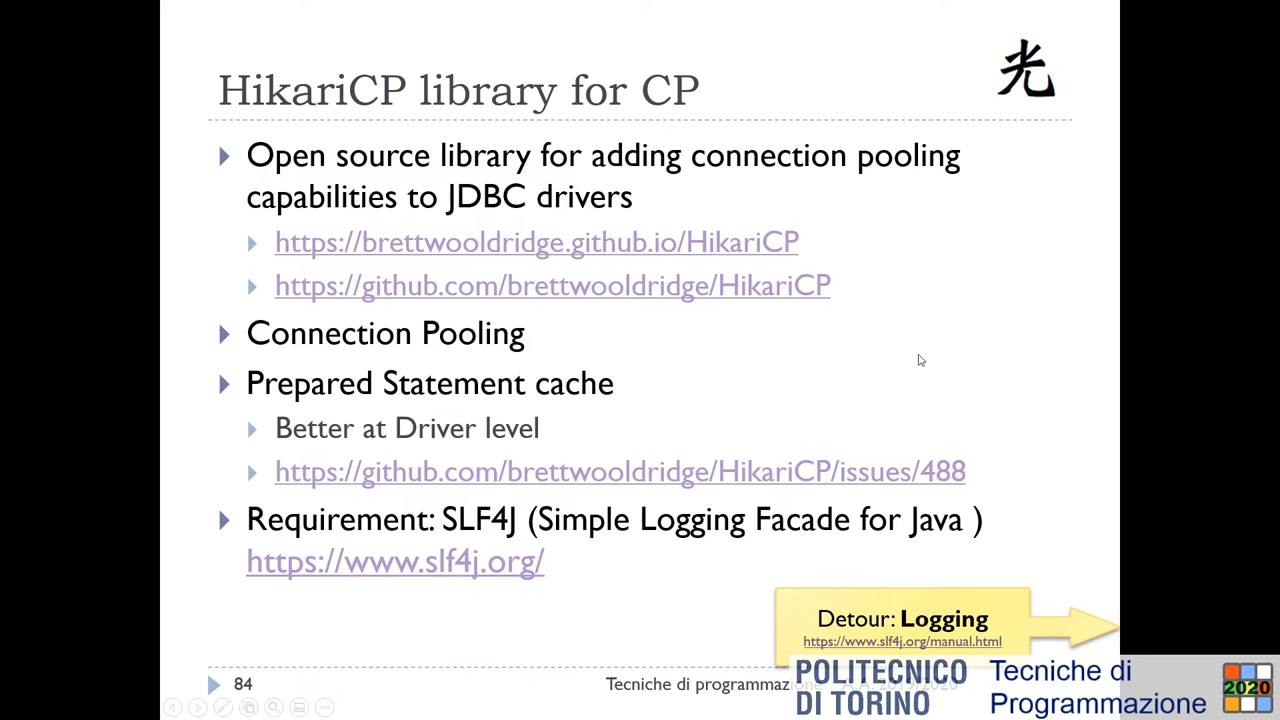 HikariCP library for CP
光
Open source library for adding connection pooling
capabilities to JDBC drivers
https://brettwooldridge.github.io/HikariCP
https://github.com/brettwooldridge/HikariCP
Connection Pooling
Prepared Statement cache
Better at Driver level
https://github.com/brettwooldridge/HikariCP/issues/488
Requirement: SLF4J (Simple Logging Facade for Java )
https://www.slf4j.org/
Detour: Logging
https://www.slf4j.org/manual.html
84
Tecniche di programmazione A.A. 2019/2020
POLITECNICO
DI TORINO
Tecniche di
Programmazione
2020